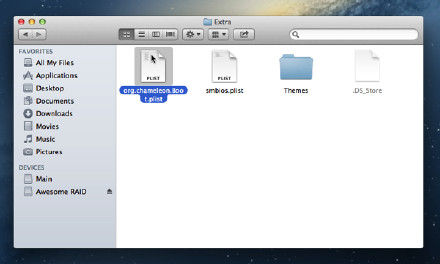 Extra
FAVORITES
All My Files
Applications
Desktop
Documents
Downloads
Movies
Music
Pictures
DEVICES
Main
Awesome RAID
PLIST
PLIST
org.chameleon.Boo
t.plist
smbios.plist
Themes
.DS_Store